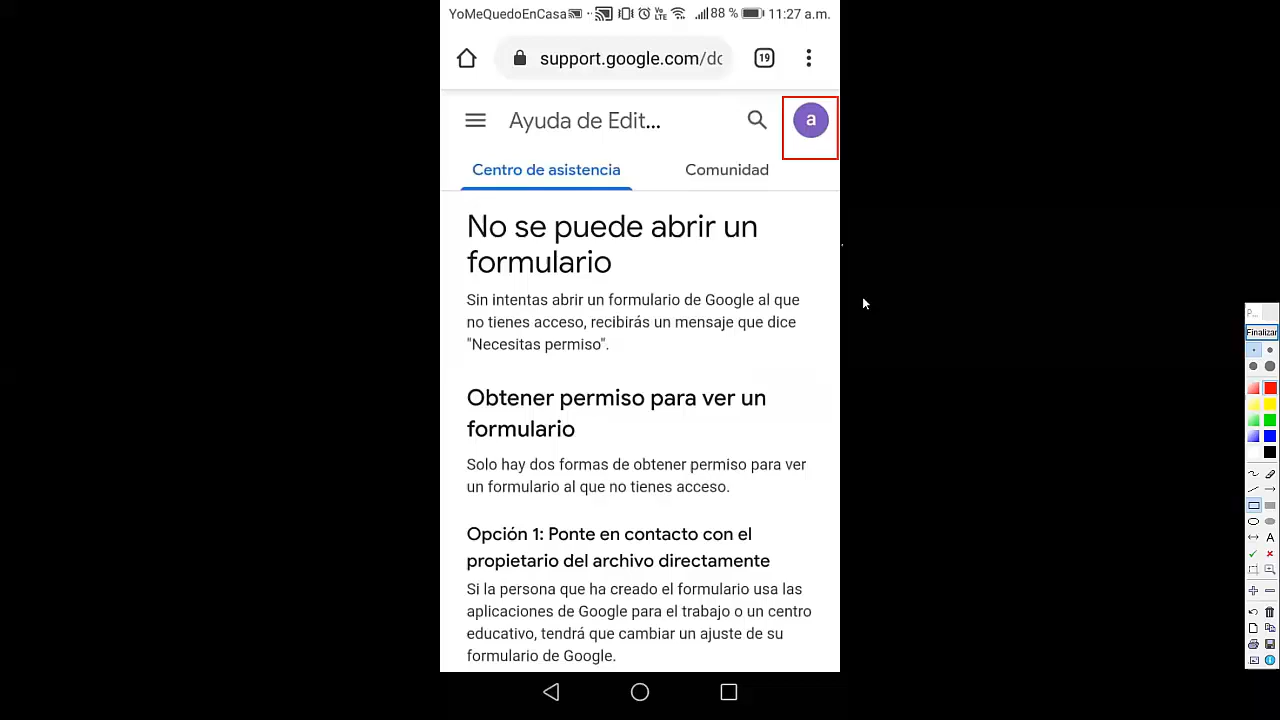 YoMeQuedoEnCasa 88 % 11:27 a.m.
support.google.com/dc 19
Ayuda de Edit... a
Centro de asistencia Comunidad
No se puede abrir un
formulario
Sin intentas abrir un formulario de Google al que
no tienes acceso, recibirás un mensaje que dice
"Necesitas permiso".
Obtener permiso para ver un
formulario
Solo hay dos formas de obtener permiso para ver
un formulario al que no tienes acceso.
Opción 1: Ponte en contacto con el
propietario del archivo directamente
Si la persona que ha creado el formulario usa las
aplicaciones de Google para el trabajo o un centro
educativo, tendrá que cambiar un ajuste de su
formulario de Google.
P...
Finalizar
A